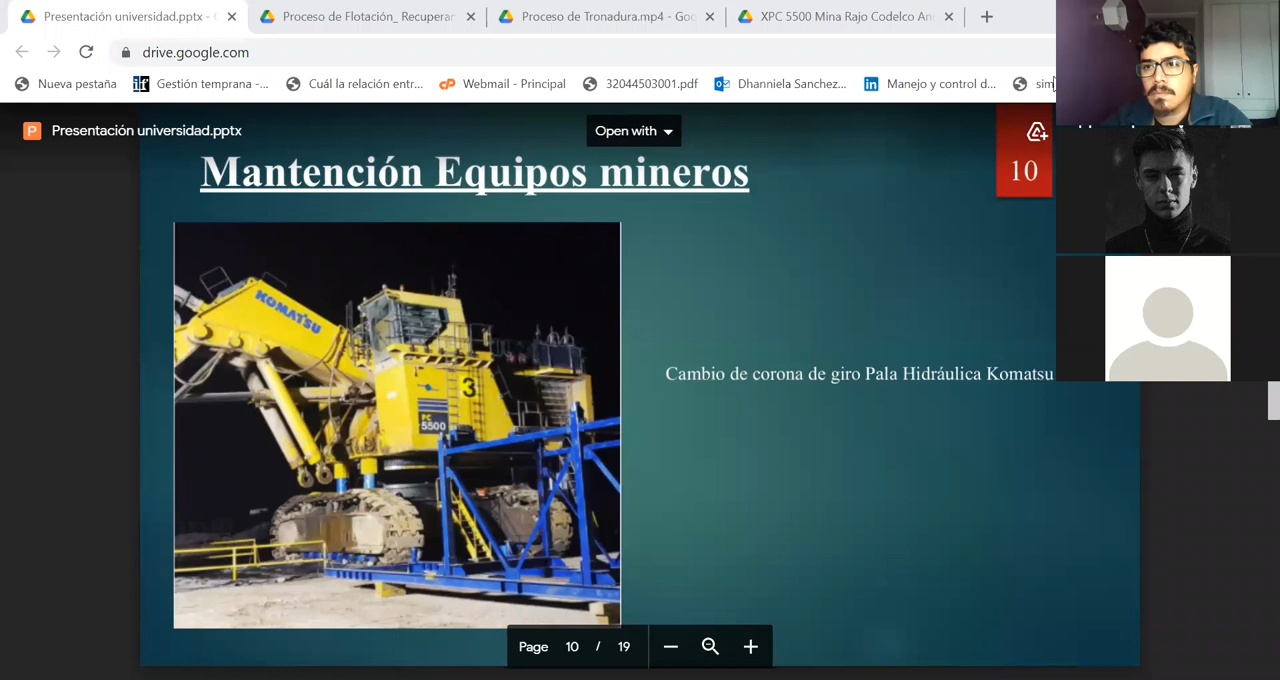 Presentación universidad.pptx - G
Proceso de Flotación_ Recuperar
Proceso de Tronadura.mp4 - Goo
XPC 5500 Mina Rajo Codelco An
drive.google.com
Nueva pestaña
Gestión temprana -...
Cuál la relación entr...
Webmail - Principal
32044503001.pdf
Dhanniela Sanchez...
Manejo y control d...
sim
Presentación universidad.pptx
Open with
10
Mantención Equipos mineros
KOMATSU
3
PC
5500
Cambio de corona de giro Pala Hidráulica Komatsu
Page 10 / 19